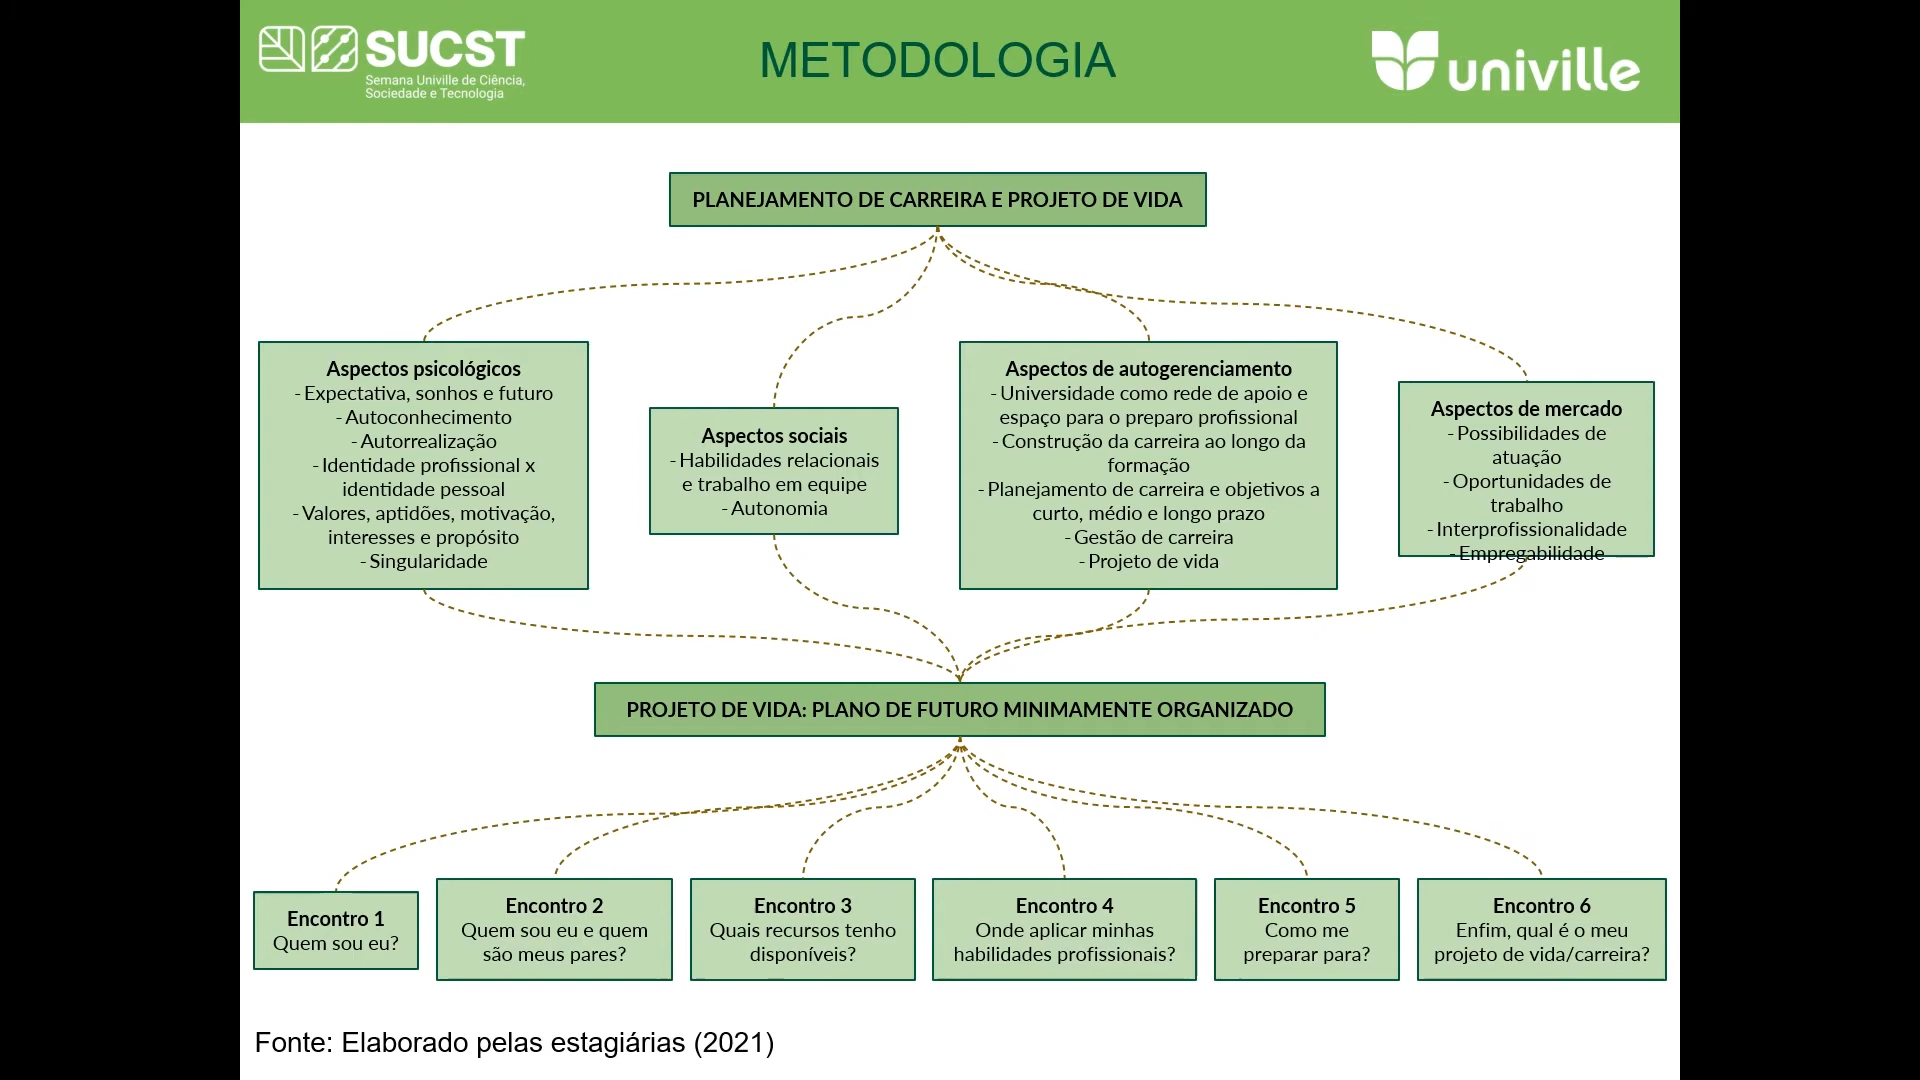 SUCST
Semana Univille de Ciência,
Sociedade e Tecnologia
METODOLOGIA
univille
PLANEJAMENTO DE CARREIRA E PROJETO DE VIDA
Aspectos psicológicos
- Expectativa, sonhos e futuro
- Autoconhecimento
- Autorrealização
- Identidade profissional x
identidade pessoal
- Valores, aptidões, motivação,
interesses e propósito
- Singularidade
Aspectos sociais
- Habilidades relacionais
e trabalho em equipe
- Autonomia
Aspectos de autogerenciamento
- Universidade como rede de apoio e
espaço para o preparo profissional
- Construção da carreira ao longo da
formação
- Planejamento de carreira e objetivos a
curto, médio e longo prazo
- Gestão de carreira
- Projeto de vida
Aspectos de mercado
- Possibilidades de
atuação
- Oportunidades de
trabalho
- Interprofissionalidade
- Empregabilidade
PROJETO DE VIDA: PLANO DE FUTURO MINIMAMENTE ORGANIZADO
Encontro 1
Quem sou eu?
Encontro 2
Quem sou eu e quem
são meus pares?
Encontro 3
Quais recursos tenho
disponíveis?
Encontro 4
Onde aplicar minhas
habilidades profissionais?
Encontro 5
Como me
preparar para?
Encontro 6
Enfim, qual é o meu
projeto de vida/carreira?
Fonte: Elaborado pelas estagiárias (2021)